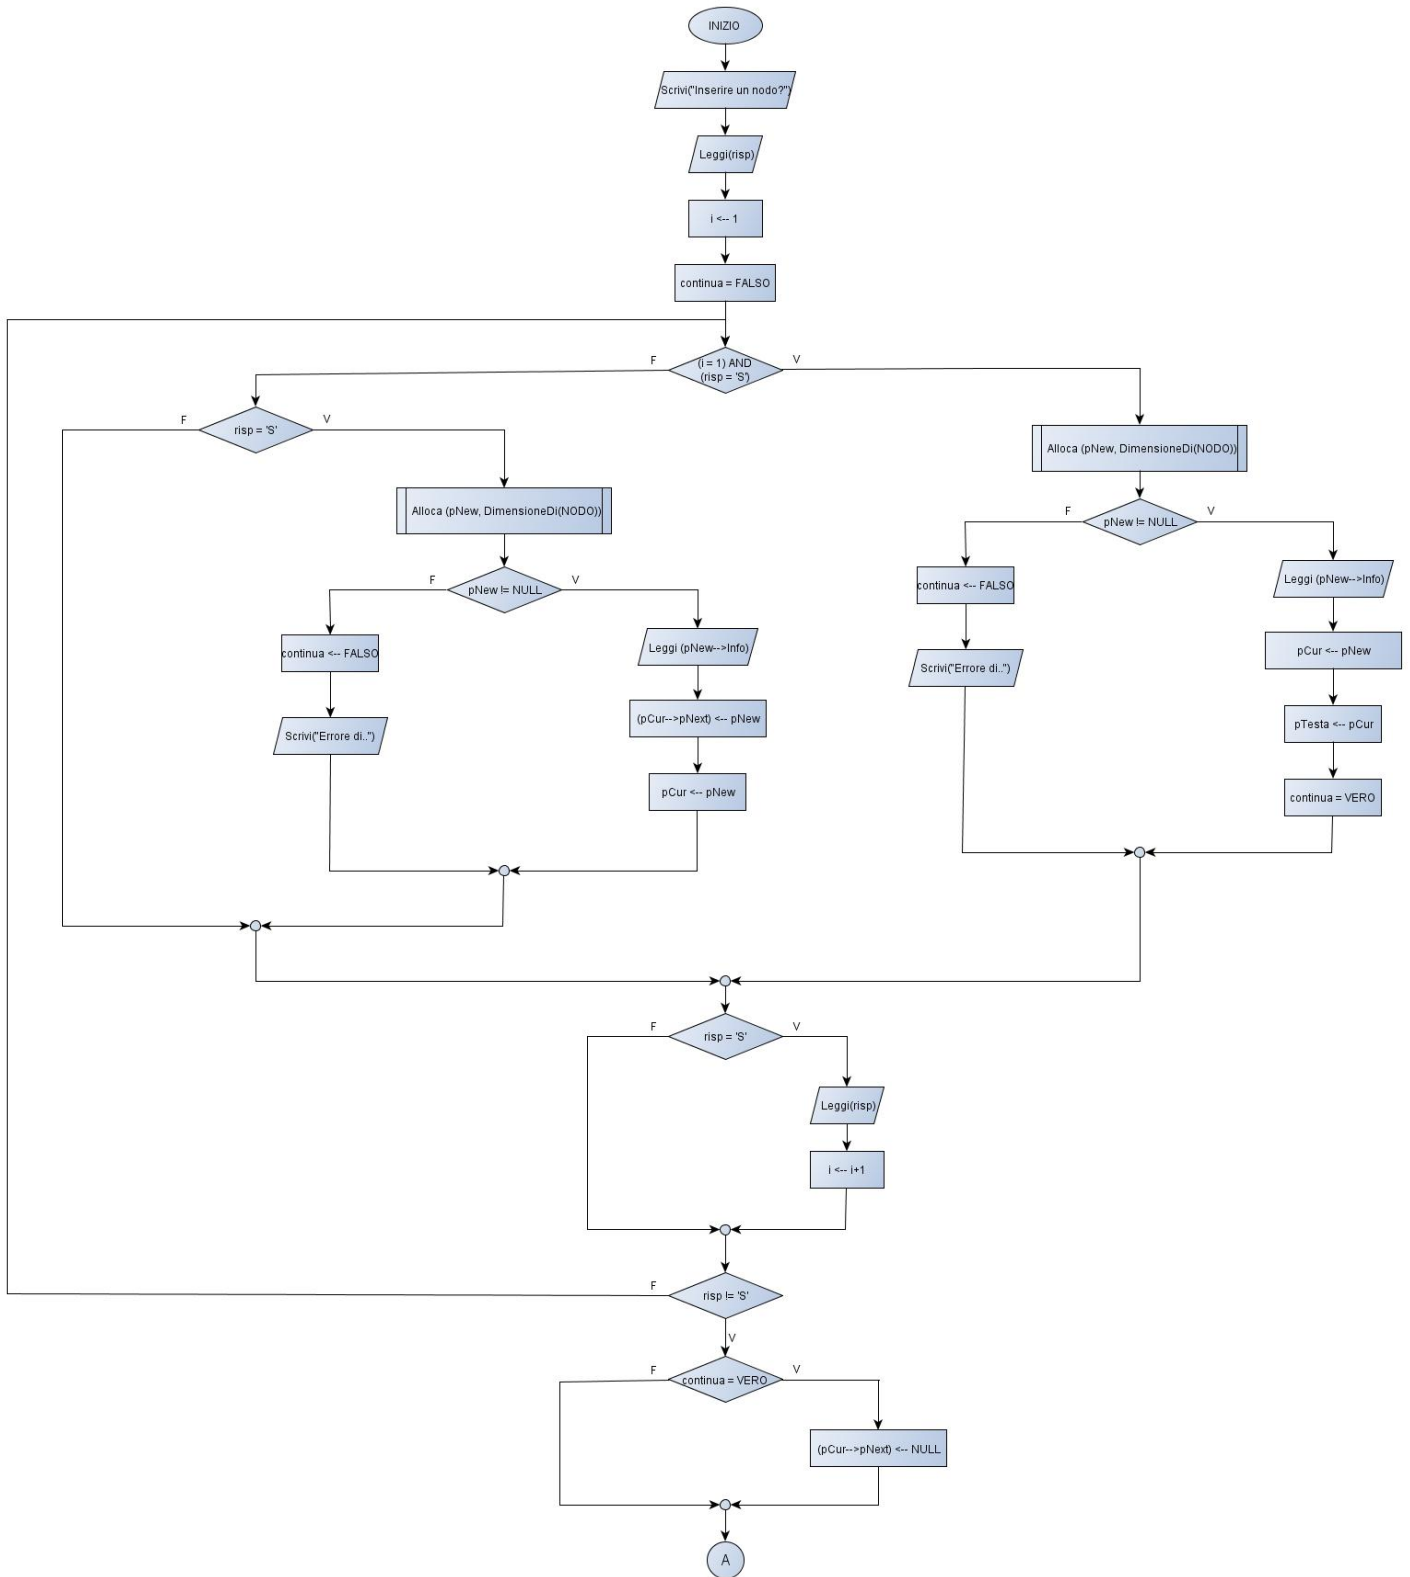 INIZIO
Scrivi("Inserire un nodo?")
Leggi(risp)
i <-- 1
continua = FALSO
F
(i = 1) AND
(risp = 'S')
V
F
risp = 'S'
V
Alloca (pNew, DimensioneDi(NODO))
F
pNew != NULL
V
continua <-- FALSO
Scrivi("Errore di..")
Leggi (pNew-->Info)
(pCur-->pNext) <-- pNew
pCur <-- pNew
Alloca (pNew, DimensioneDi(NODO))
F
pNew != NULL
V
continua <-- FALSO
Scrivi("Errore di..")
Leggi (pNew-->Info)
pCur <-- pNew
pTesta <-- pCur
continua = VERO
F
risp = 'S'
V
Leggi(risp)
i <-- i+1
F
risp != 'S'
V
F
continua = VERO
V
(pCur-->pNext) <-- NULL
A